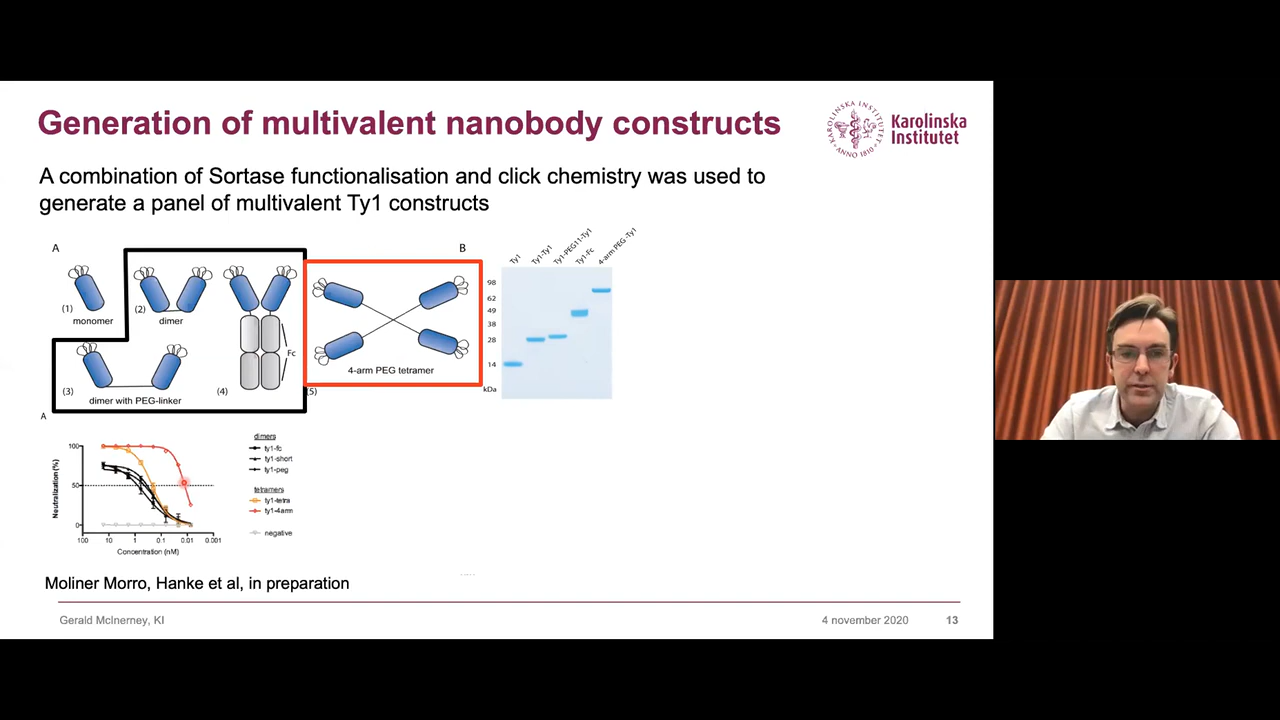 Generation of multivalent nanobody constructs
KAROLINSKA INSTITUTET ANNO 1810
Karolinska
Institutet
A combination of Sortase functionalisation and click chemistry was used to
generate a panel of multivalent Ty1 constructs
A
(1)
monomer
(2)
dimer
(3)
dimer with PEG-linker
(4)
Fc
(5)
4-arm PEG tetramer
B
Ty1
Ty1-Ty1
Ty1-PEG11-Ty1
Ty1-Fc
4-arm PEG-Ty1
98
62
49
38
28
14
kDa
A
Neutralization (%)
100
50
0
100
10
1
0.1
0.01
0.001
Concentration (nM)
dimers
ty1-fc
ty1-short
ty1-peg
tetramers
ty1-tetra
ty1-4arm
negative
Moliner Morro, Hanke et al, in preparation
Gerald McInerney, KI
4 november 2020
13